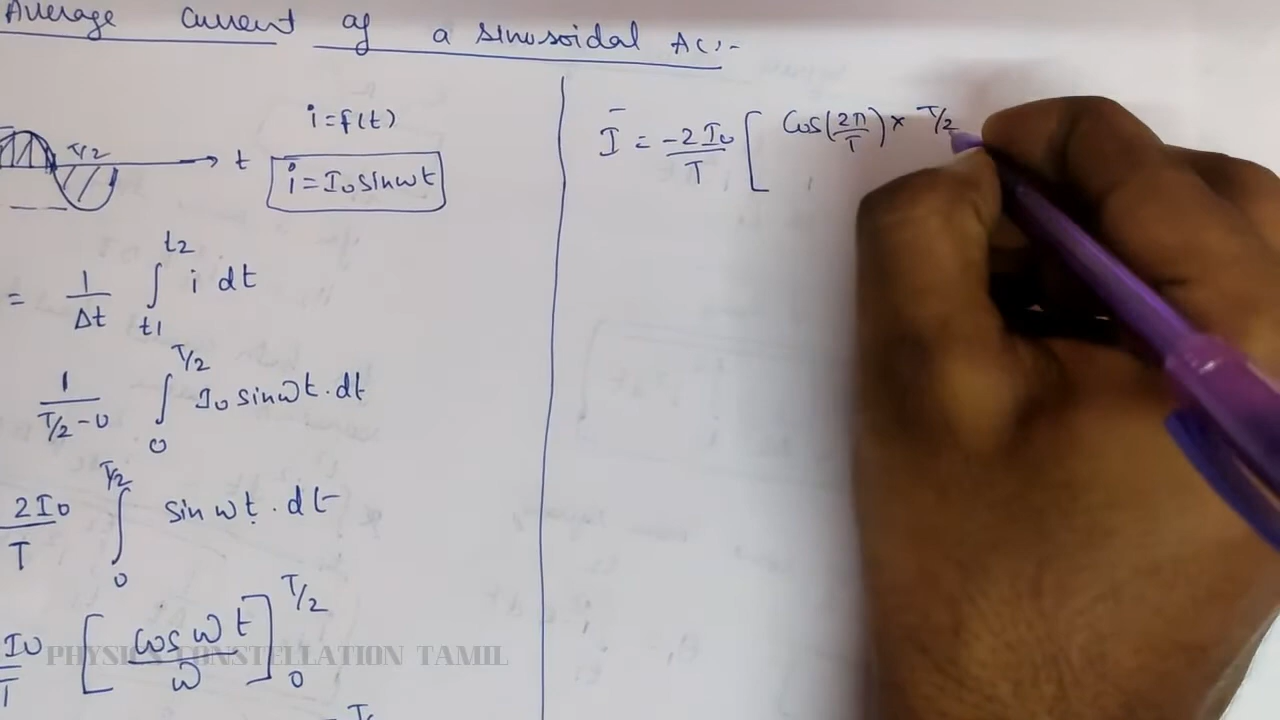 Average current of a sinusoidal AC:-
T/2
t
i=f(t)
i=I₀ sinωt
= 1/Δt ∫ t1 t2 i dt
1/(T/2-0) ∫ 0 T/2 I₀ sinωt.dt
2I₀/T ∫ 0 T/2 sin ωt.dt
I₀/T [cos ωt/ω] 0 T/2
PHYSICS CONSTELLATION TAMIL
Ī = -2I₀/T [cos(2π/T)× T/2